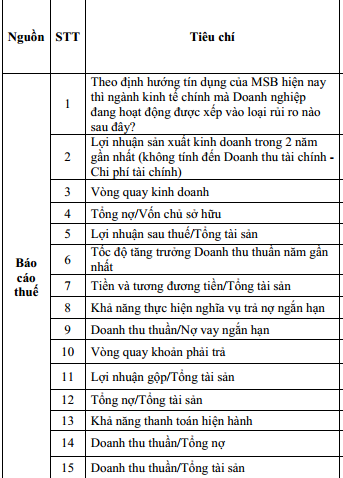 Nguồn STT Tiêu chí
1 Theo định hướng tín dụng của MSB hiện nay
thì ngành kinh tế chính mà Doanh nghiệp
đang hoạt động được xếp vào loại rủi ro nào
sau đây?
2 Lợi nhuận sản xuất kinh doanh trong 2 năm
gần nhất (không tính đến Doanh thu tài chính -
Chi phí tài chính)
3 Vòng quay kinh doanh
4 Tổng nợ/Vốn chủ sở hữu
5 Lợi nhuận sau thuế/Tổng tài sản
Báo
cáo
thuế
6 Tốc độ tăng trưởng Doanh thu thuần năm gần
nhất
7 Tiền và tương đương tiền/Tổng tài sản
8 Khả năng thực hiện nghĩa vụ trả nợ ngắn hạn
9 Doanh thu thuần/Nợ vay ngắn hạn
10 Vòng quay khoản phải trả
11 Lợi nhuận gộp/Tổng tài sản
12 Tổng nợ/Tổng tài sản
13 Khả năng thanh toán hiện hành
14 Doanh thu thuần/Tổng nợ
15 Doanh thu thuần/Tổng tài sản